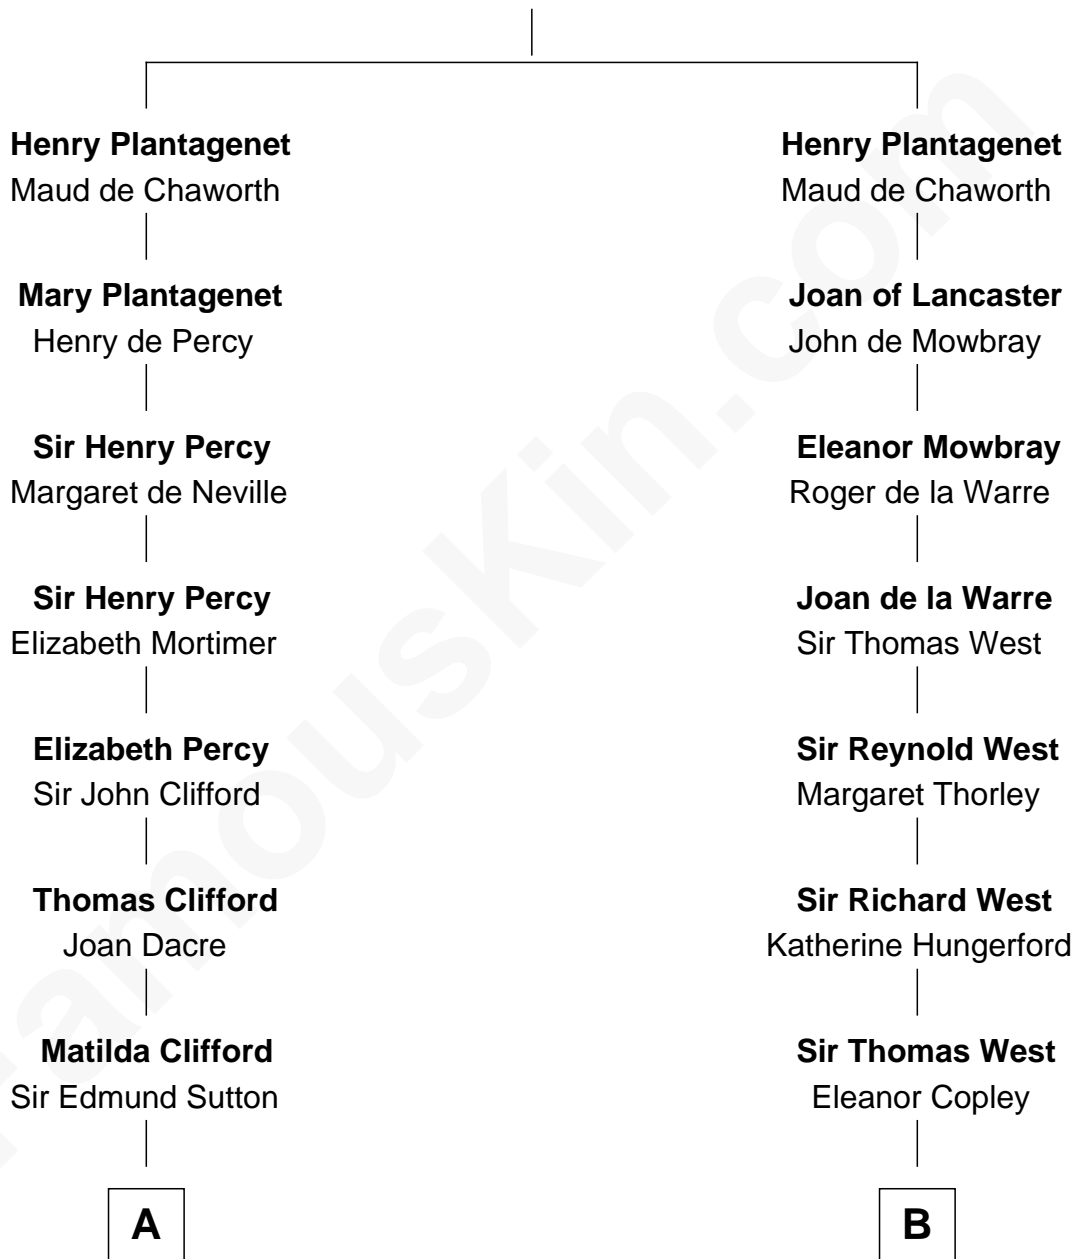 Henry Plantagenet
Maud de Chaworth
Mary Plantagenet
Henry de Percy
Sir Henry Percy
Margaret de Neville
Sir Henry Percy
Elizabeth Mortimer
Elizabeth Percy
Sir John Clifford
Thomas Clifford
Joan Dacre
Matilda Clifford
Sir Edmund Sutton
A
Henry Plantagenet
Maud de Chaworth
Joan of Lancaster
John de Mowbray
Eleanor Mowbray
Roger de la Warre
Joan de la Warre
Sir Thomas West
Sir Reynold West
Margaret Thorley
Sir Richard West
Katherine Hungerford
Sir Thomas West
Eleanor Copley
B
FamousKin.com